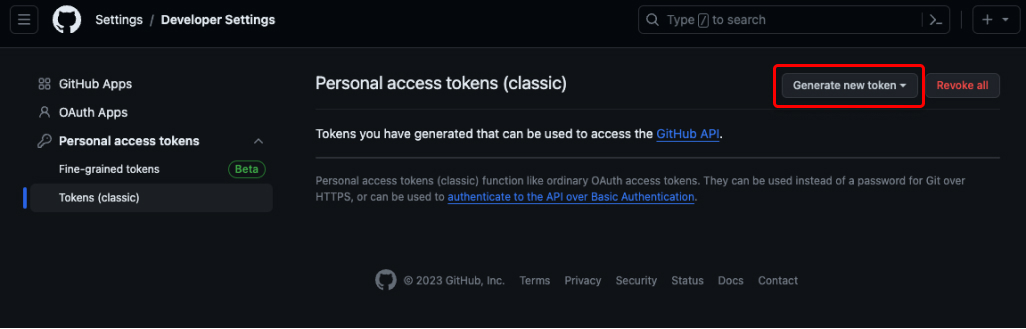 Settings / Developer Settings
Type / to search
GitHub Apps
OAuth Apps
Personal access tokens
Fine-grained tokens Beta
Tokens (classic)
Personal access tokens (classic)
Generate new token
Revoke all
Tokens you have generated that can be used to access the GitHub API.
Personal access tokens (classic) function like ordinary OAuth access tokens. They can be used instead of a password for Git over
HTTPS, or can be used to authenticate to the API over Basic Authentication.
© 2023 GitHub, Inc. Terms Privacy Security Status Docs Contact